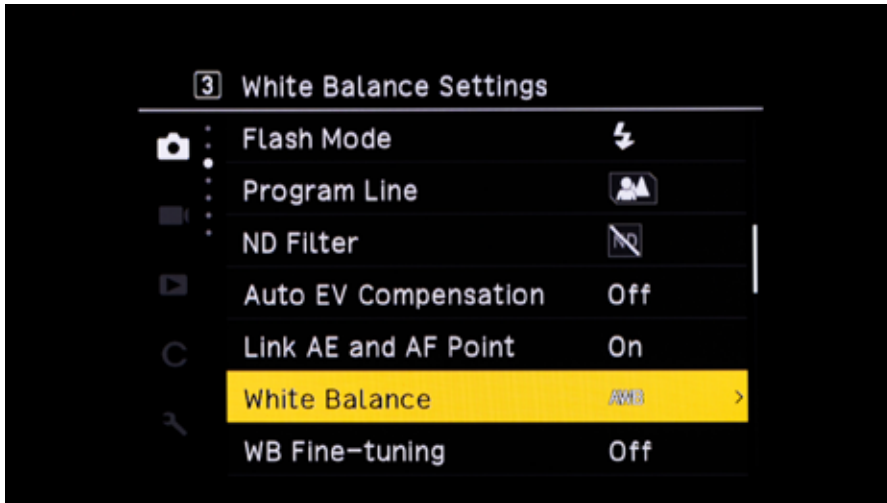 3 White Balance Settings
Flash Mode
Program Line
ND Filter ND
Auto EV Compensation Off
Link AE and AF Point On
C
White Balance AWB
WB Fine-tuning Off